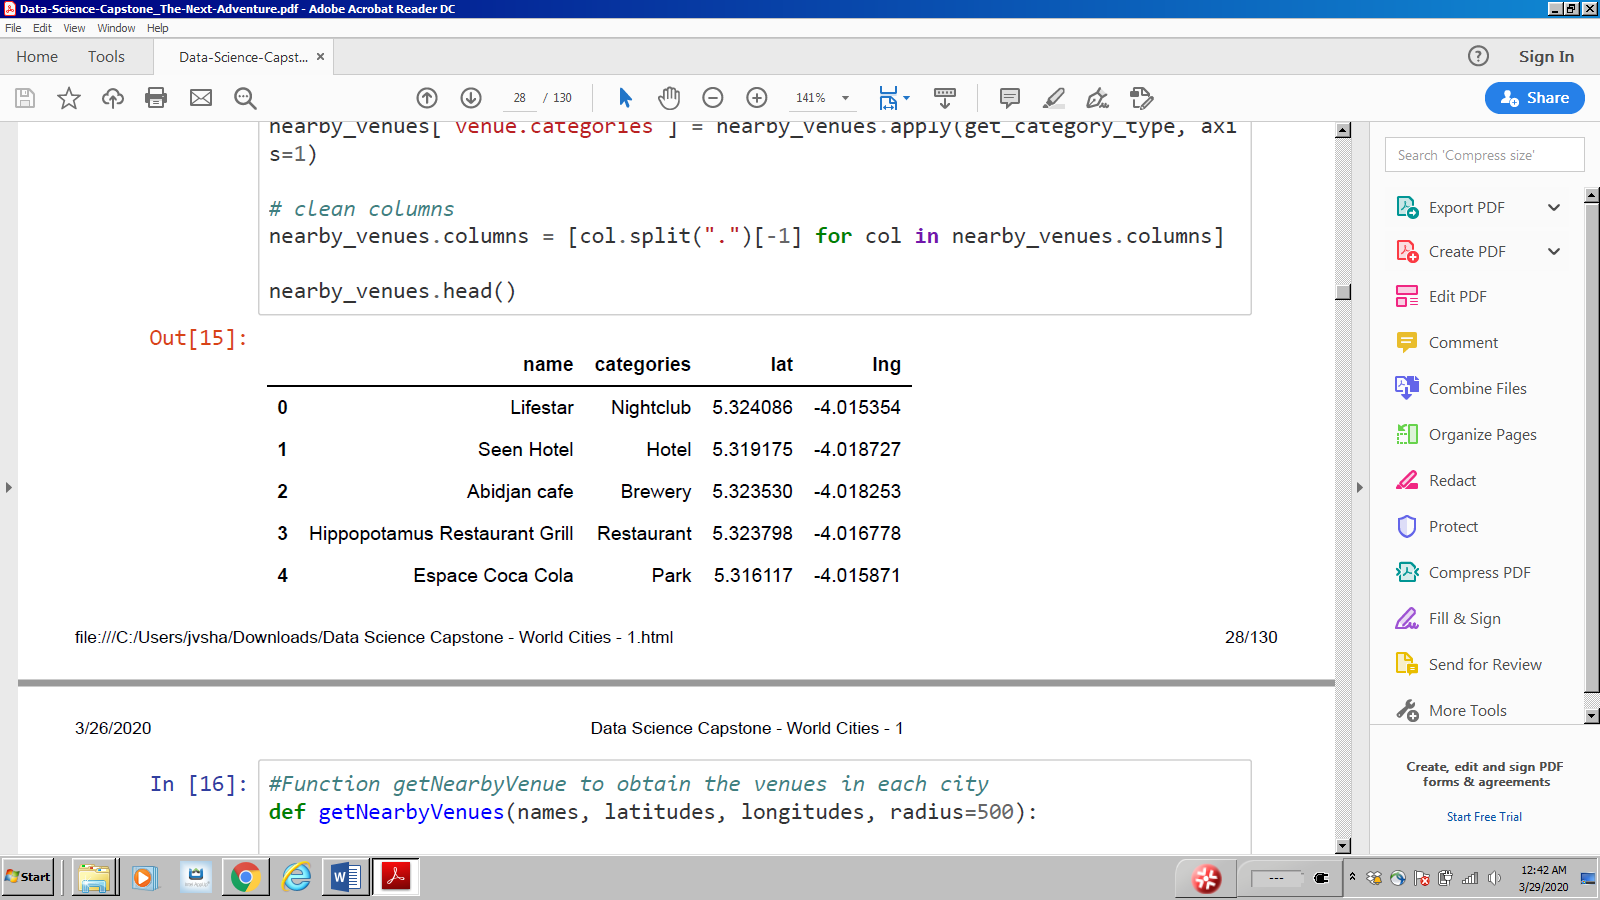 Data-Science-Capstone_The-Next-Adventure.pdf - Adobe Acrobat Reader DC
File Edit View Window Help
Home Tools Data-Science-Capst... × Sign In
28 / 130 141% Share
nearby_venues['venue.categories'] = nearby_venues.apply(get_category_type, axi
s=1)
# clean columns
nearby_venues.columns = [col.split(".")[-1] for col in nearby_venues.columns]
nearby_venues.head()
Out[15]:
name categories lat lng
0 Lifestar Nightclub 5.324086 -4.015354
1 Seen Hotel Hotel 5.319175 -4.018727
2 Abidjan cafe Brewery 5.323530 -4.018253
3 Hippopotamus Restaurant Grill Restaurant 5.323798 -4.016778
4 Espace Coca Cola Park 5.316117 -4.015871
file:///C:/Users/jvsha/Downloads/Data Science Capstone - World Cities - 1.html 28/130
3/26/2020 Data Science Capstone - World Cities - 1
In [16]: #Function getNearbyVenue to obtain the venues in each city
def getNearbyVenues(names, latitudes, longitudes, radius=500):
Search 'Compress size'
Export PDF
Create PDF
Edit PDF
Comment
Combine Files
Organize Pages
Redact
Protect
Compress PDF
Fill & Sign
Send for Review
More Tools
Create, edit and sign PDF
forms & agreements
Start Free Trial
Start --- 12:42 AM
3/29/2020